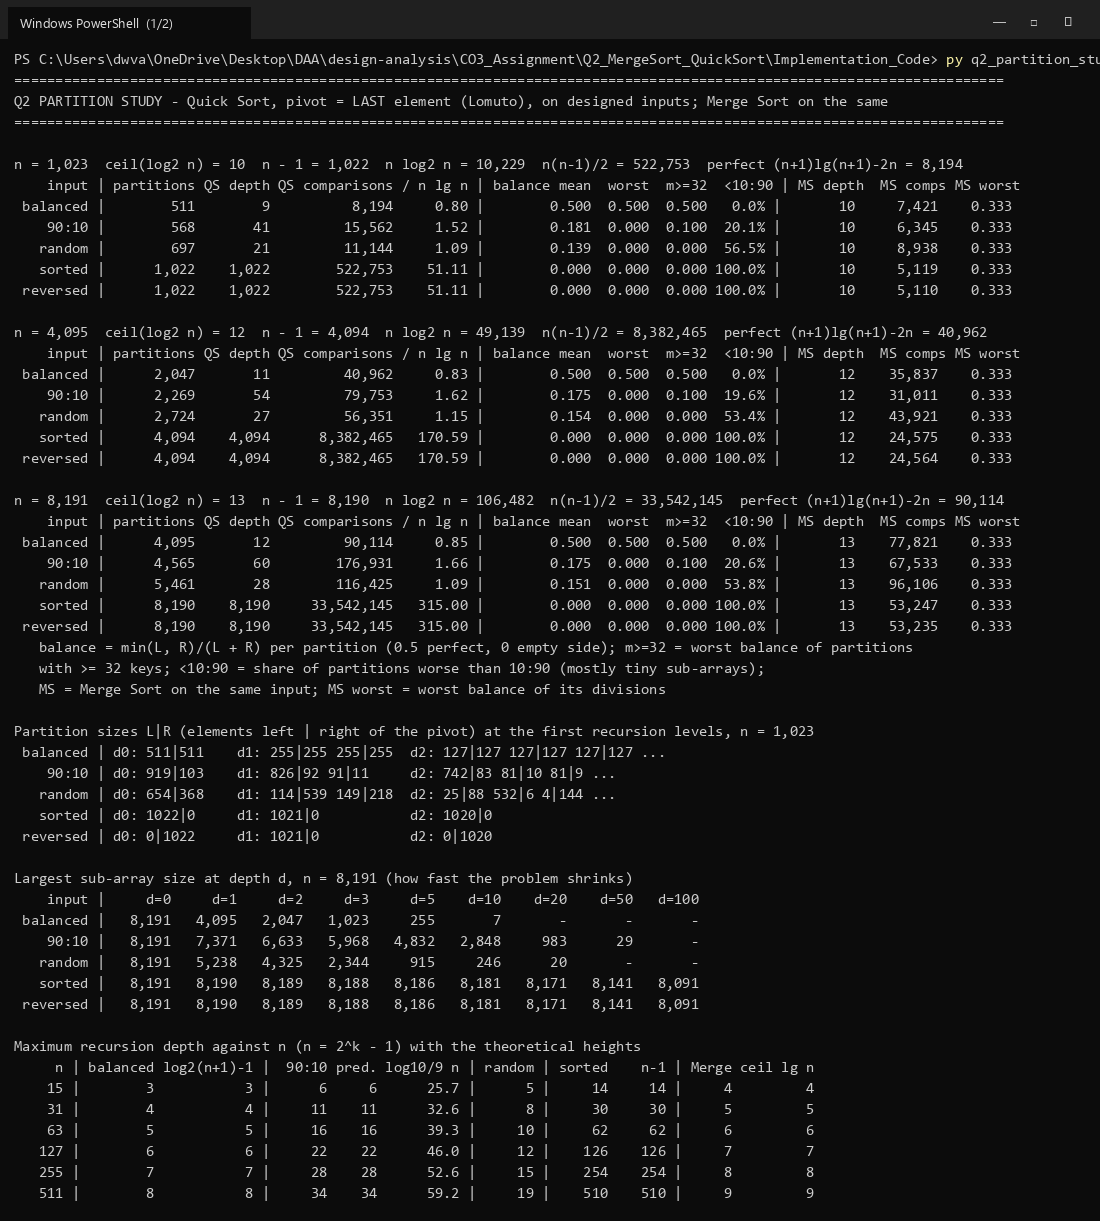 Windows PowerShell (1/2)
PS C:\Users\dwva\OneDrive\Desktop\DAA\design-analysis\CO3_Assignment\Q2_MergeSort_QuickSort\Implementation_Code> py q2_partition_stu
========================================================================================================================
Q2 PARTITION STUDY - Quick Sort, pivot = LAST element (Lomuto), on designed inputs; Merge Sort on the same
========================================================================================================================
n = 1,023  ceil(log2 n) = 10  n - 1 = 1,022  n log2 n = 10,229  n(n-1)/2 = 522,753  perfect (n+1)lg(n+1)-2n = 8,194
    input | partitions QS depth QS comparisons / n lg n | balance mean  worst  m>=32  <10:90 | MS depth  MS comps MS worst
 balanced |        511        9          8,194     0.80 |        0.500  0.500  0.500   0.0% |       10     7,421    0.333
    90:10 |        568       41         15,562     1.52 |        0.181  0.000  0.100  20.1% |       10     6,345    0.333
   random |        697       21         11,144     1.09 |        0.139  0.000  0.000  56.5% |       10     8,938    0.333
   sorted |      1,022    1,022        522,753    51.11 |        0.000  0.000  0.000 100.0% |       10     5,119    0.333
 reversed |      1,022    1,022        522,753    51.11 |        0.000  0.000  0.000 100.0% |       10     5,110    0.333
n = 4,095  ceil(log2 n) = 12  n - 1 = 4,094  n log2 n = 49,139  n(n-1)/2 = 8,382,465  perfect (n+1)lg(n+1)-2n = 40,962
    input | partitions QS depth QS comparisons / n lg n | balance mean  worst  m>=32  <10:90 | MS depth  MS comps MS worst
 balanced |      2,047       11         40,962     0.83 |        0.500  0.500  0.500   0.0% |       12    35,837    0.333
    90:10 |      2,269       54         79,753     1.62 |        0.175  0.000  0.100  19.6% |       12    31,011    0.333
   random |      2,724       27         56,351     1.15 |        0.154  0.000  0.000  53.4% |       12    43,921    0.333
   sorted |      4,094    4,094      8,382,465   170.59 |        0.000  0.000  0.000 100.0% |       12    24,575    0.333
 reversed |      4,094    4,094      8,382,465   170.59 |        0.000  0.000  0.000 100.0% |       12    24,564    0.333
n = 8,191  ceil(log2 n) = 13  n - 1 = 8,190  n log2 n = 106,482  n(n-1)/2 = 33,542,145  perfect (n+1)lg(n+1)-2n = 90,114
    input | partitions QS depth QS comparisons / n lg n | balance mean  worst  m>=32  <10:90 | MS depth  MS comps MS worst
 balanced |      4,095       12         90,114     0.85 |        0.500  0.500  0.500   0.0% |       13    77,821    0.333
    90:10 |      4,565       60        176,931     1.66 |        0.175  0.000  0.100  20.6% |       13    67,533    0.333
   random |      5,461       28        116,425     1.09 |        0.151  0.000  0.000  53.8% |       13    96,106    0.333
   sorted |      8,190    8,190     33,542,145   315.00 |        0.000  0.000  0.000 100.0% |       13    53,247    0.333
 reversed |      8,190    8,190     33,542,145   315.00 |        0.000  0.000  0.000 100.0% |       13    53,235    0.333
   balance = min(L, R)/(L + R) per partition (0.5 perfect, 0 empty side); m>=32 = worst balance of partitions
   with >= 32 keys; <10:90 = share of partitions worse than 10:90 (mostly tiny sub-arrays);
   MS = Merge Sort on the same input; MS worst = worst balance of its divisions
Partition sizes L|R (elements left | right of the pivot) at the first recursion levels, n = 1,023
 balanced | d0: 511|511    d1: 255|255 255|255  d2: 127|127 127|127 127|127 ...
    90:10 | d0: 919|103    d1: 826|92 91|11     d2: 742|83 81|10 81|9 ...
   random | d0: 654|368    d1: 114|539 149|218  d2: 25|88 532|6 4|144 ...
   sorted | d0: 1022|0     d1: 1021|0           d2: 1020|0
 reversed | d0: 0|1022     d1: 1021|0           d2: 0|1020
Largest sub-array size at depth d, n = 8,191 (how fast the problem shrinks)
    input |     d=0     d=1     d=2     d=3     d=5    d=10    d=20    d=50   d=100
 balanced |   8,191   4,095   2,047   1,023     255       7       -       -       -
    90:10 |   8,191   7,371   6,633   5,968   4,832   2,848     983      29       -
   random |   8,191   5,238   4,325   2,344     915     246      20       -       -
   sorted |   8,191   8,190   8,189   8,188   8,186   8,181   8,171   8,141   8,091
 reversed |   8,191   8,190   8,189   8,188   8,186   8,181   8,171   8,141   8,091
Maximum recursion depth against n (n = 2^k - 1) with the theoretical heights
     n | balanced log2(n+1)-1 |  90:10 pred. log10/9 n | random | sorted    n-1 | Merge ceil lg n
    15 |        3           3 |      6     6      25.7 |      5 |     14     14 |     4         4
    31 |        4           4 |     11    11      32.6 |      8 |     30     30 |     5         5
    63 |        5           5 |     16    16      39.3 |     10 |     62     62 |     6         6
   127 |        6           6 |     22    22      46.0 |     12 |    126    126 |     7         7
   255 |        7           7 |     28    28      52.6 |     15 |    254    254 |     8         8
   511 |        8           8 |     34    34      59.2 |     19 |    510    510 |     9         9